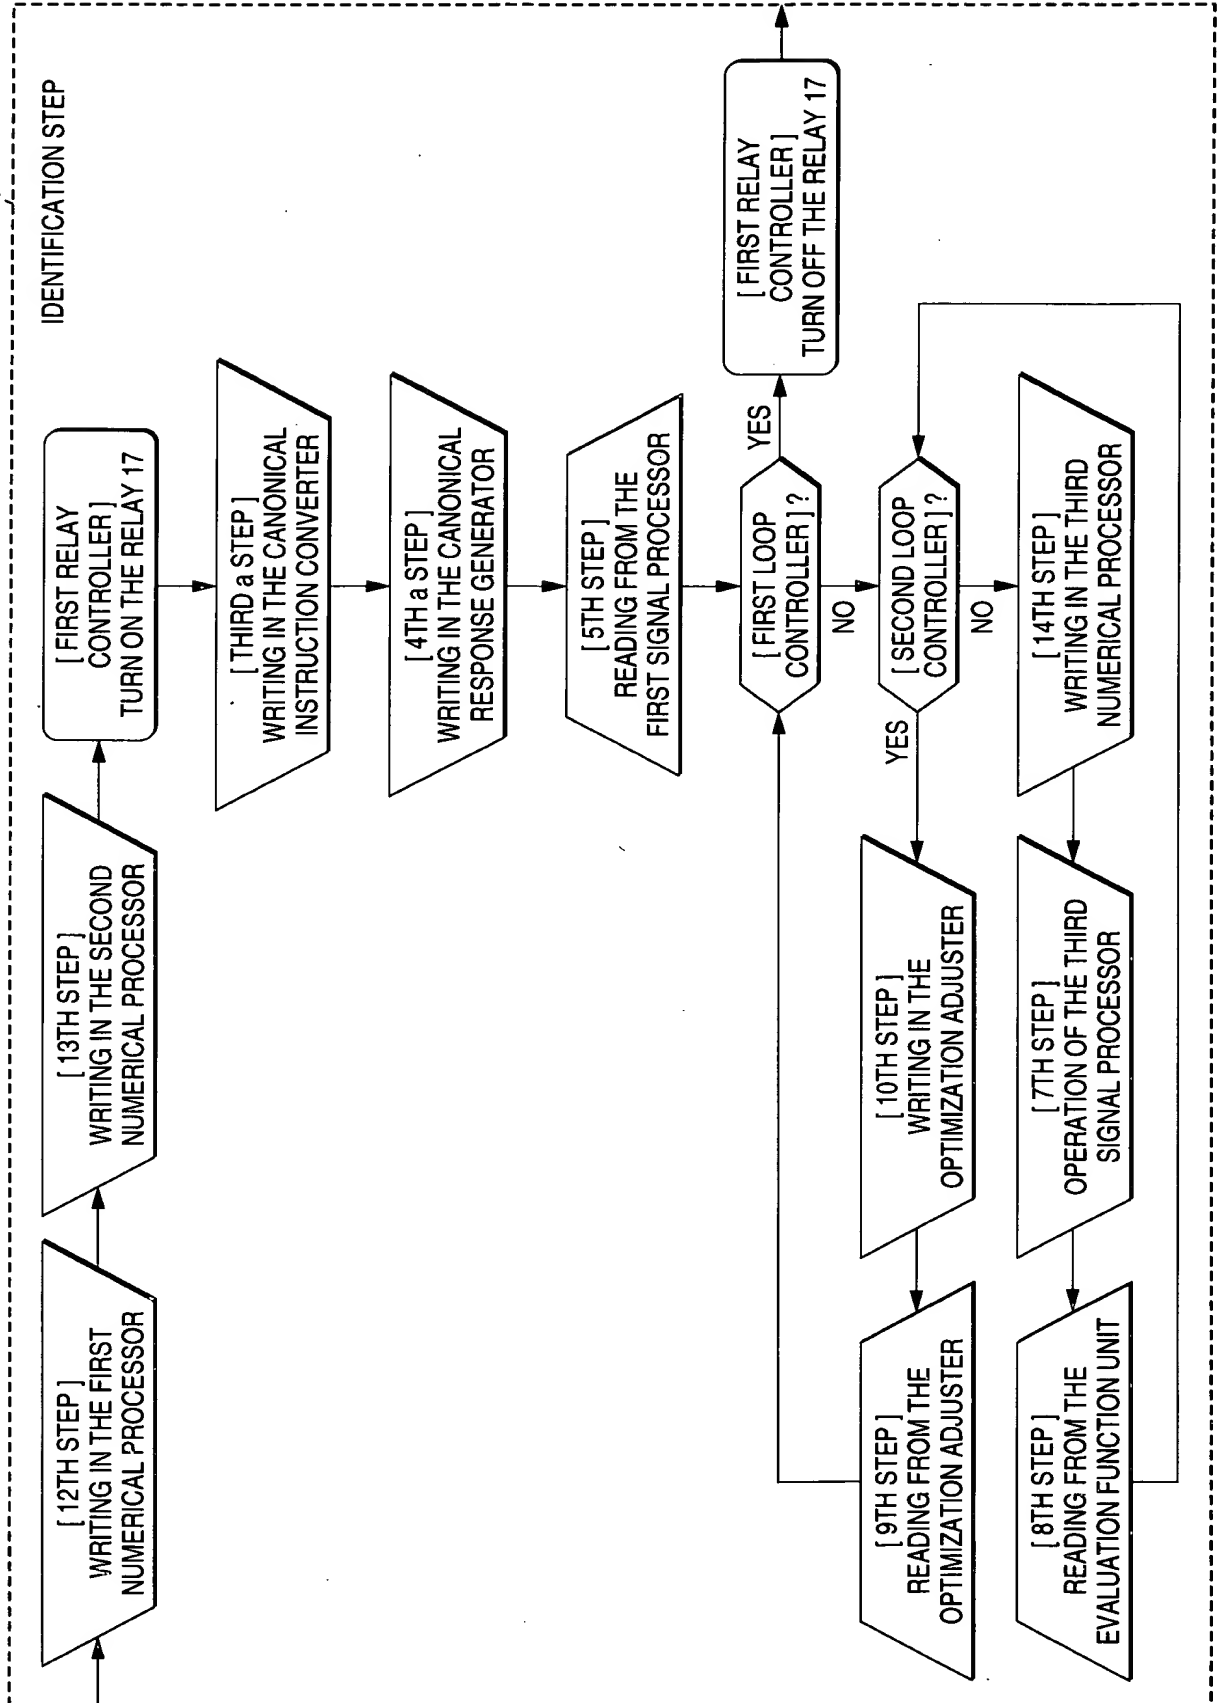 IDENTIFICATION STEP
[ 12TH STEP ]
WRITING IN THE FIRST
NUMERICAL PROCESSOR
[ 13TH STEP ]
WRITING IN THE SECOND
NUMERICAL PROCESSOR
[ FIRST RELAY
CONTROLLER ]
TURN ON THE RELAY 17
[ THIRD a STEP ]
WRITING IN THE CANONICAL
INSTRUCTION CONVERTER
[ 4TH a STEP ]
WRITING IN THE CANONICAL
RESPONSE GENERATOR
[ 5TH STEP ]
READING FROM THE
FIRST SIGNAL PROCESSOR
[ FIRST LOOP
CONTROLLER ] ?
YES
[ FIRST RELAY
CONTROLLER ]
TURN OFF THE RELAY 17
NO
[ SECOND LOOP
CONTROLLER ] ?
YES
NO
[ 10TH STEP ]
WRITING IN THE
OPTIMIZATION ADJUSTER
[ 9TH STEP ]
READING FROM THE
OPTIMIZATION ADJUSTER
[ 14TH STEP ]
WRITING IN THE THIRD
NUMERICAL PROCESSOR
[ 7TH STEP ]
OPERATION OF THE THIRD
SIGNAL PROCESSOR
[ 8TH STEP ]
READING FROM THE
EVALUATION FUNCTION UNIT